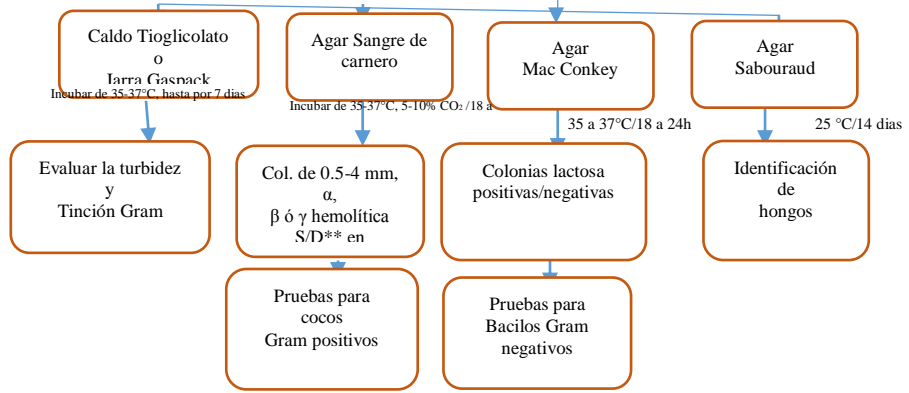 Caldo Tioglicolato
o
Jarra Gaspack
Incubar de 35-37°C, hasta por 7 dias
Evaluar la turbidez
y
Tinción Gram
Agar Sangre de
carnero
Incubar de 35-37°C, 5-10% CO₂ /18 a
Col. de 0.5-4 mm,
α,
β ó γ hemolítica
S/D** en
Pruebas para
cocos
Gram positivos
Agar
Mac Conkey
35 a 37°C/18 a 24h
Colonias lactosa
positivas/negativas
Pruebas para
Bacilos Gram
negativos
Agar
Sabouraud
25 °C/14 dias
Identificación
de
hongos